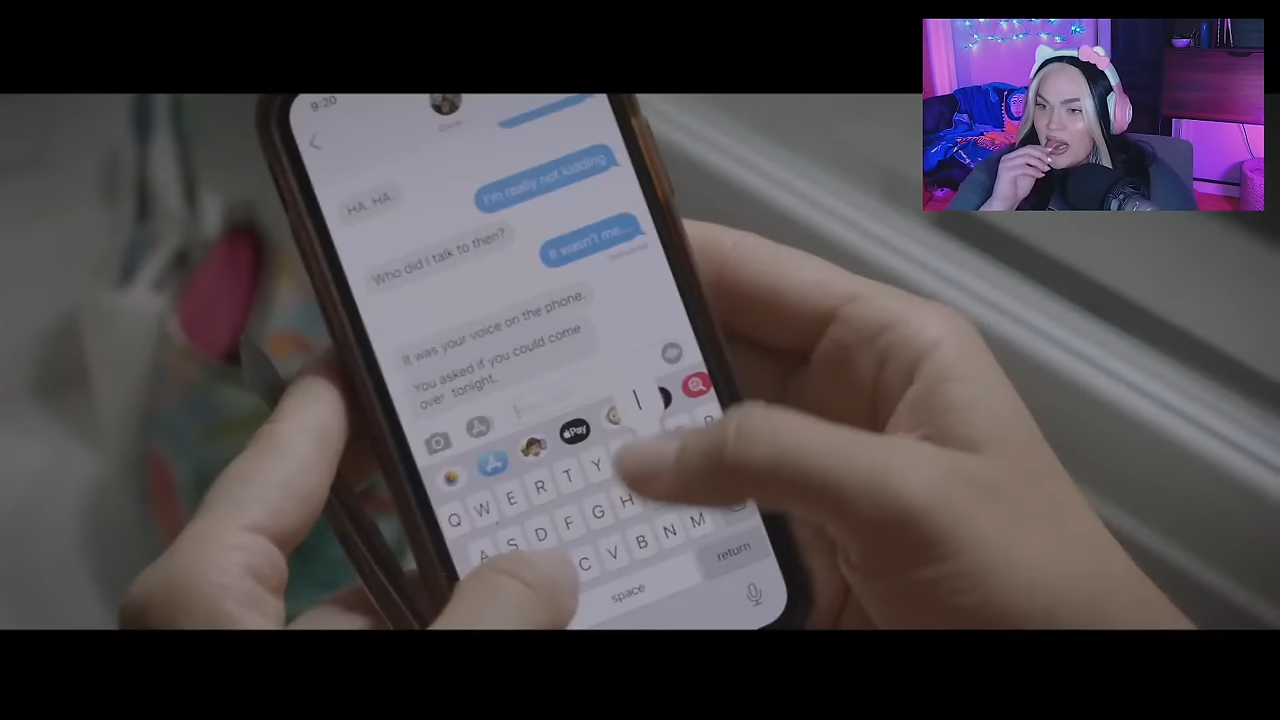 9:20
I'm really not kidding
HA. HA.
It wasn't me...
Delivered
Who did I talk to then?
It was your voice on the phone.
You asked if you could come
over tonight.
Pay
Q W E R T Y
A S D F G H
C V B N M
space
return